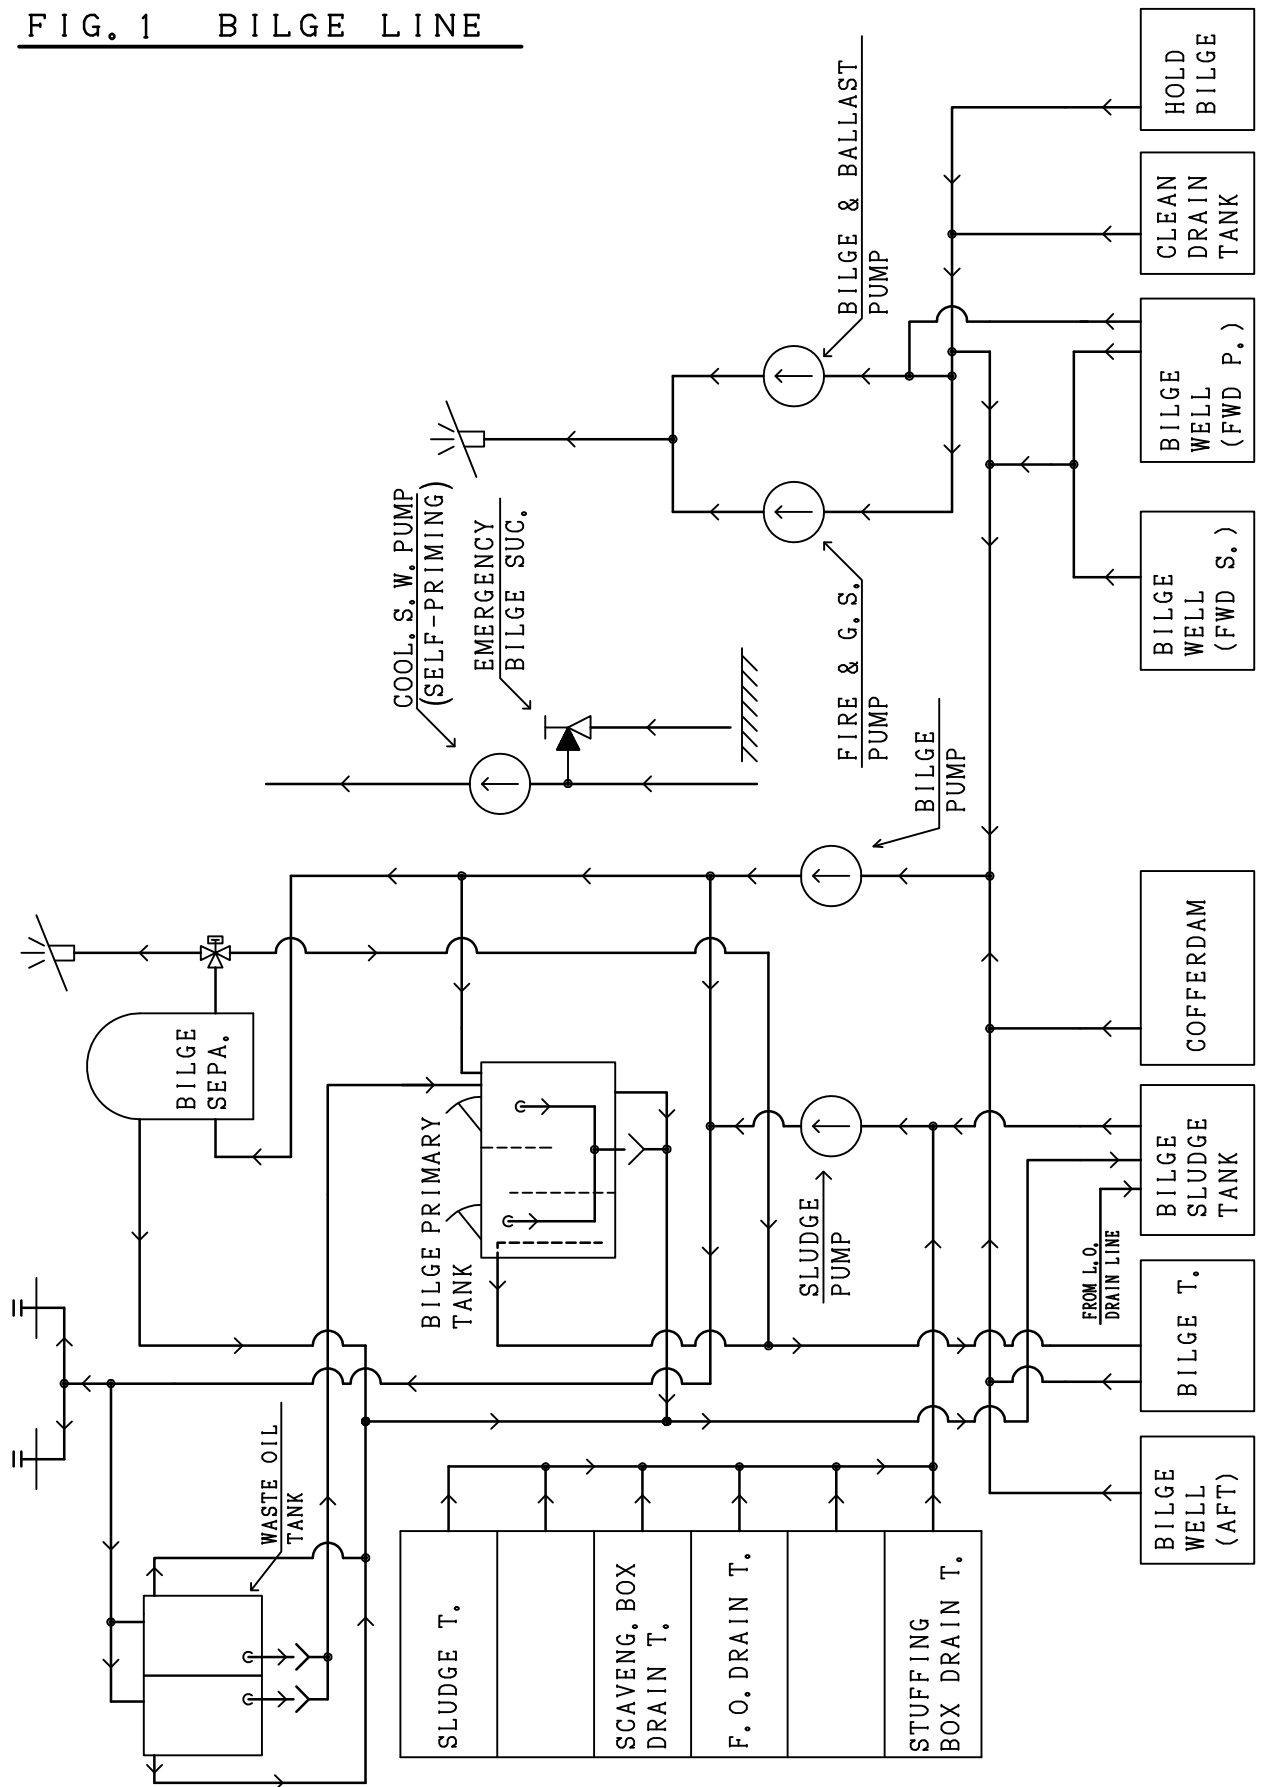 FIG. 1 BILGE LINE
HOLD
BILGE
BILGE & BALLAST
PUMP
CLEAN
DRAIN
TANK
BILGE
WELL
(FWD P.)
COOL. S. W. PUMP
(SELF-PRIMING)
EMERGENCY
BILGE SUC.
FIRE & G.S.
PUMP
BILGE
WELL
(FWD S.)
BILGE
PUMP
COFFERDAM
BILGE
SEPA.
BILGE PRIMARY
TANK
SLUDGE
PUMP
BILGE
SLUDGE
TANK
FROM L.O.
DRAIN LINE
BILGE T.
WASTE OIL
TANK
BILGE
WELL
(AFT)
SLUDGE T.
SCAVENG. BOX
DRAIN T.
F. O. DRAIN T.
STUFFING
BOX DRAIN T.